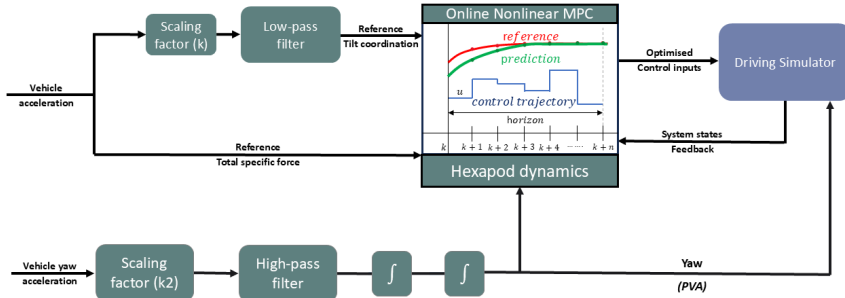 Scaling
factor (k)
Low-pass
filter
Reference
Tilt coordination
Online Nonlinear MPC
reference
prediction
u
control trajectory
horizon
k
k + 1
k + 2
k + 3
k + 4
......
k + n
Hexapod dynamics
Optimised
Control inputs
Driving Simulator
System states
Feedback
Vehicle
acceleration
Reference
Total specific force
Vehicle yaw
acceleration
Scaling
factor (k2)
High-pass
filter
∫
∫
Yaw
(PVA)